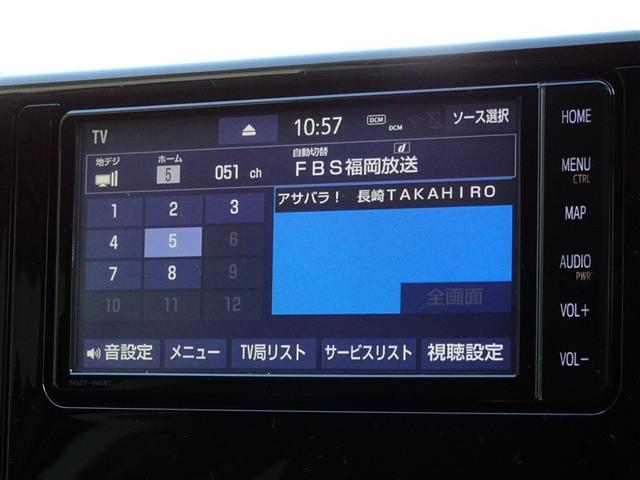 TV
10:57
DCM
DCM
ソース選択
地デジ
ホーム
5
051 ch
自動切替
d
FBS福岡放送
アサバラ! 長崎TAKAHIRO
1 2 3
4 5 6
7 8 9
10 11 12
全画面
音設定
メニュー
TV局リスト
サービスリスト
視聴設定
NSZT-W68T
HOME
MENU
CTRL
MAP
AUDIO
PWR
VOL+
VOL-